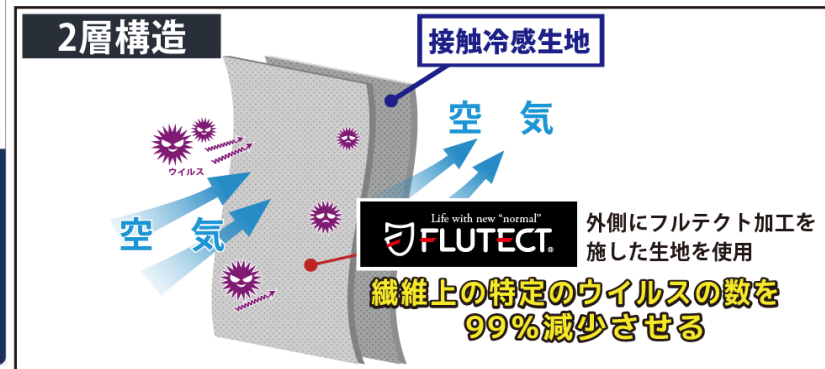 2層構造
接触冷感生地
空 気
ウイルス
空 気
Life with new "normal"
FLUTECT®
外側にフルテクト加工を
施した生地を使用
繊維上の特定のウイルスの数を
99%減少させる